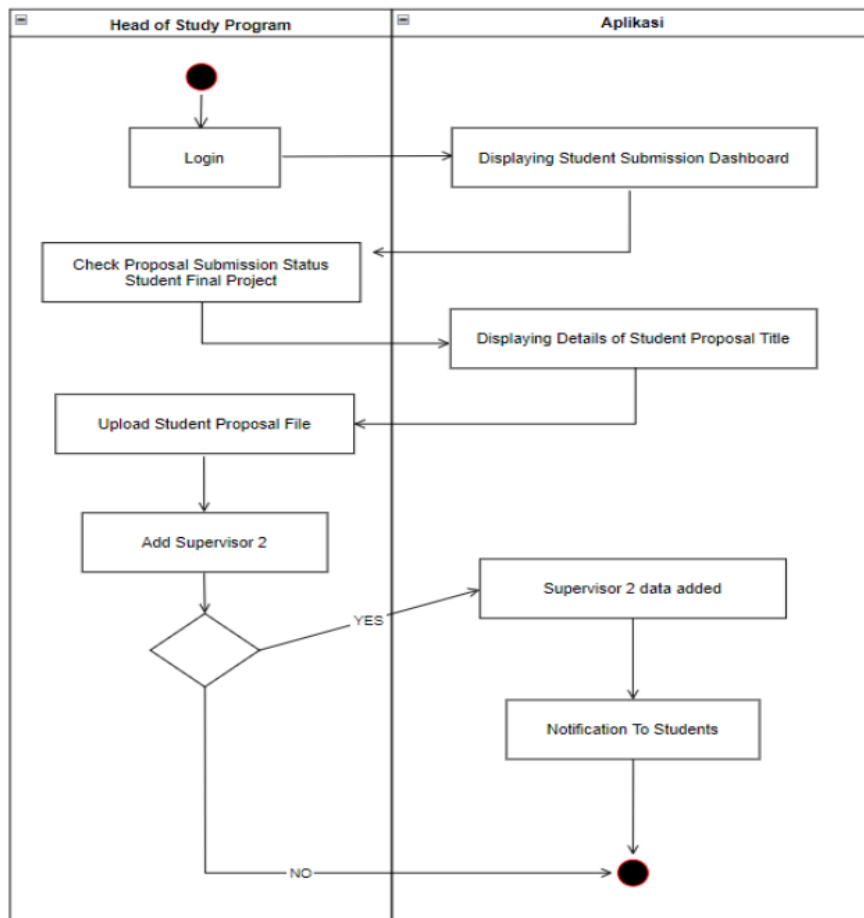 Head of Study Program
Aplikasi
Login
Displaying Student Submission Dashboard
Check Proposal Submission Status
Student Final Project
Displaying Details of Student Proposal Title
Upload Student Proposal File
Add Supervisor 2
Supervisor 2 data added
YES
Notification To Students
NO